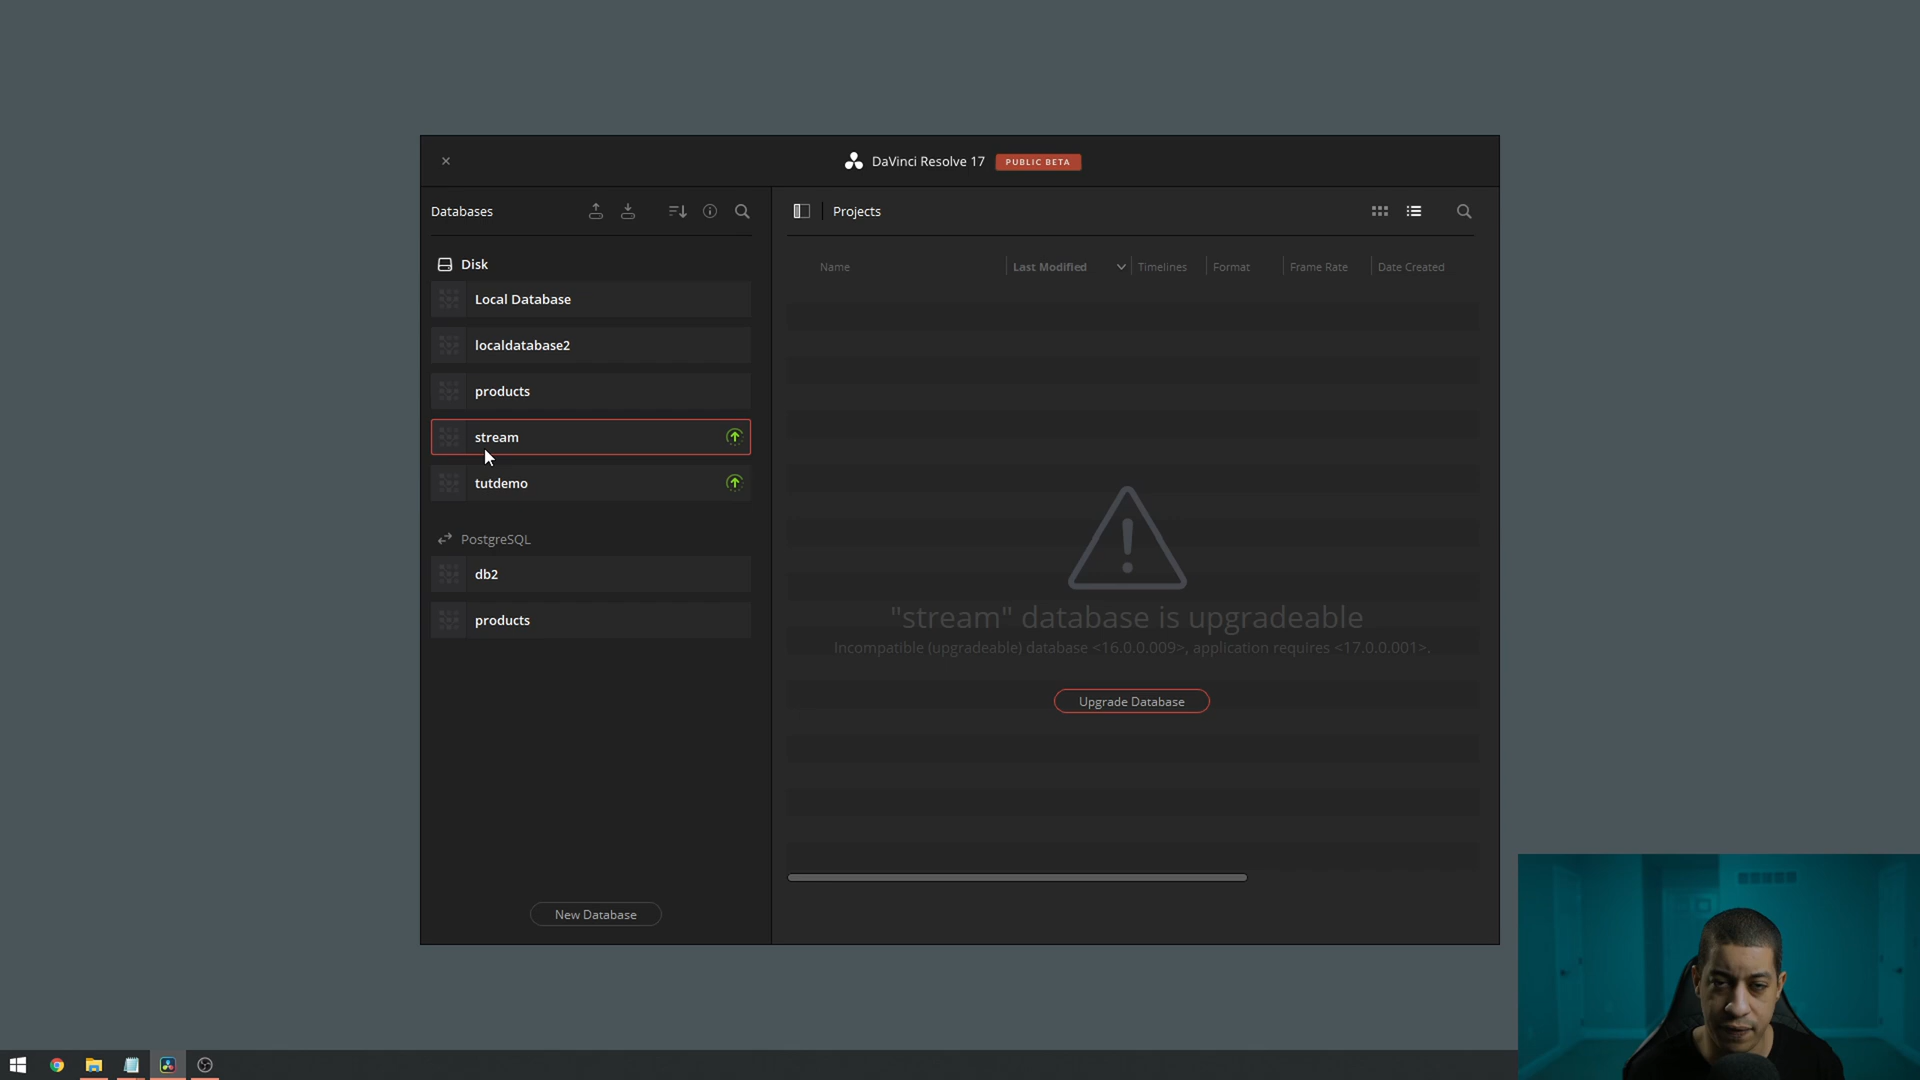 DaVinci Resolve 17 PUBLIC BETA
Databases
Projects
Disk
Local Database
localdatabase2
products
stream
tutdemo
PostgreSQL
db2
products
New Database
Name Last Modified Timelines Format Frame Rate Date Created
"stream" database is upgradeable
Incompatible (upgradeable) database <16.0.0.009>, application requires <17.0.0.001>.
Upgrade Database